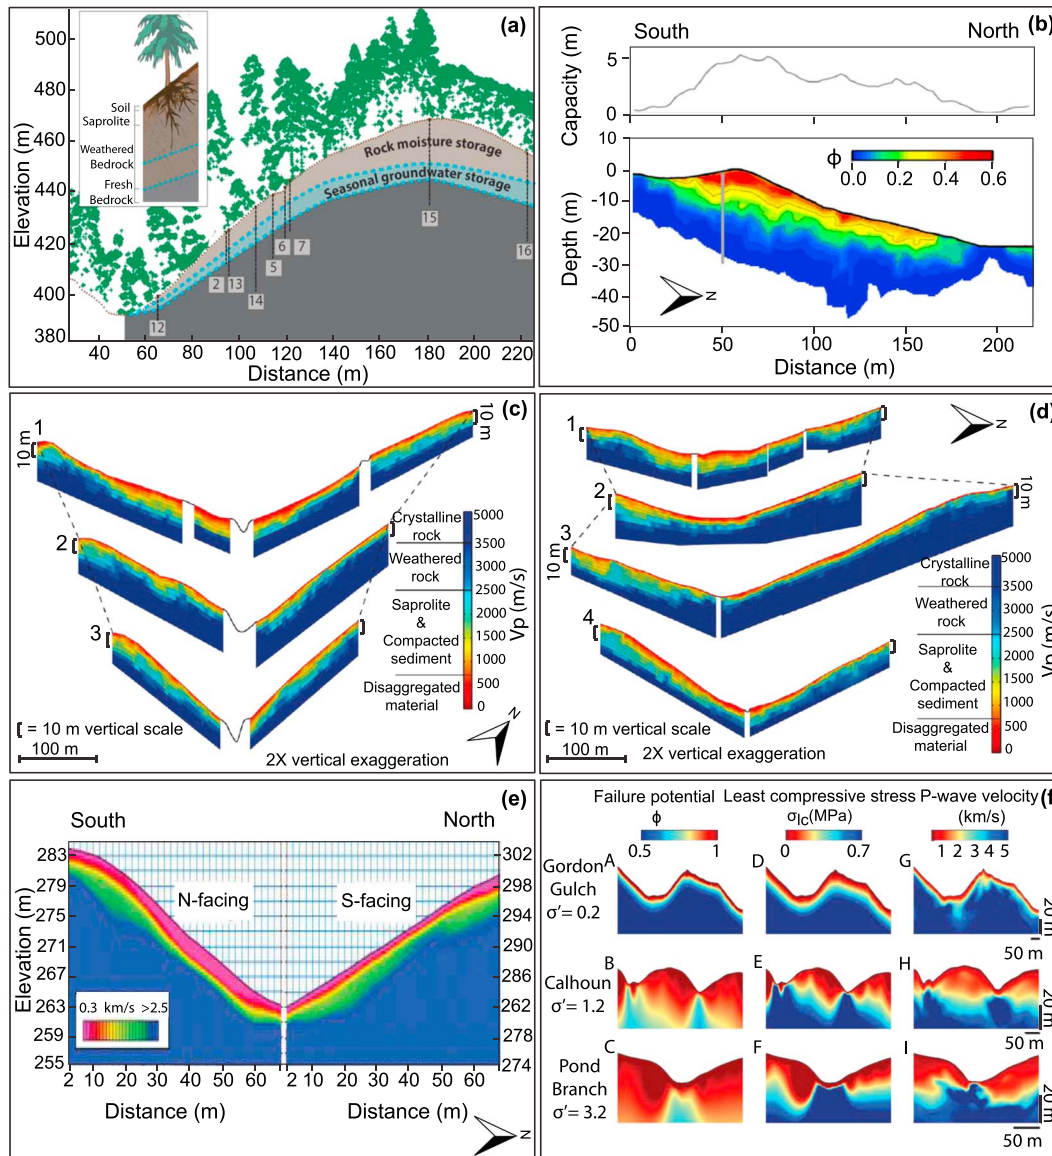 (a)
Elevation (m)
510
480
460
440
420
400
380
Soil
Saprolite
Weathered
Bedrock
Fresh
Bedrock
Rock moisture storage
Seasonal groundwater storage
12
2
13
14
5
6
7
15
16
40 60 80 100 120 140 160 180 200 220
Distance (m)
(b)
South North
Capacity (m)
5
0
ϕ
0.0 0.2 0.4 0.6
Depth (m)
0
-10
-20
-30
-40
-50
N
0 50 100 150 200
Distance (m)
(c)
1
10 m
10 m
2
3
Crystalline
rock
Weathered
rock
Saprolite
&
Compacted
sediment
Disaggregated
material
5000
3500
3000
2500
2000
1500
1000
500
0
Vp (m/s)
= 10 m vertical scale
100 m
2X vertical exaggeration
N
(d)
N
1
2
3
10 m
10 m
4
Crystalline
rock
Weathered
rock
Saprolite
&
Compacted
sediment
Disaggregated
material
5000
3500
3000
2500
2000
1500
1000
500
0
Vp (m/s)
= 10 m vertical scale
100 m
2X vertical exaggeration
(e)
South North
Elevation (m)
283
279
275
271
267
263
259
255
302
298
294
290
286
282
278
274
N-facing
S-facing
0.3 km/s >2.5
2 10 20 30 40 50 60
2 10 20 30 40 50 60
Distance (m) Distance (m)
N
(f)
Failure potential Least compressive stress P-wave velocity
ϕ σlc(MPa) (km/s)
0.5 1
0 0.7
1 2 3 4 5
Gordon
Gulch
σ'= 0.2
A D G
20 m
50 m
Calhoun
σ'= 1.2
B E H
20 m
50 m
Pond
Branch
σ'= 3.2
C F I
20 m
50 m